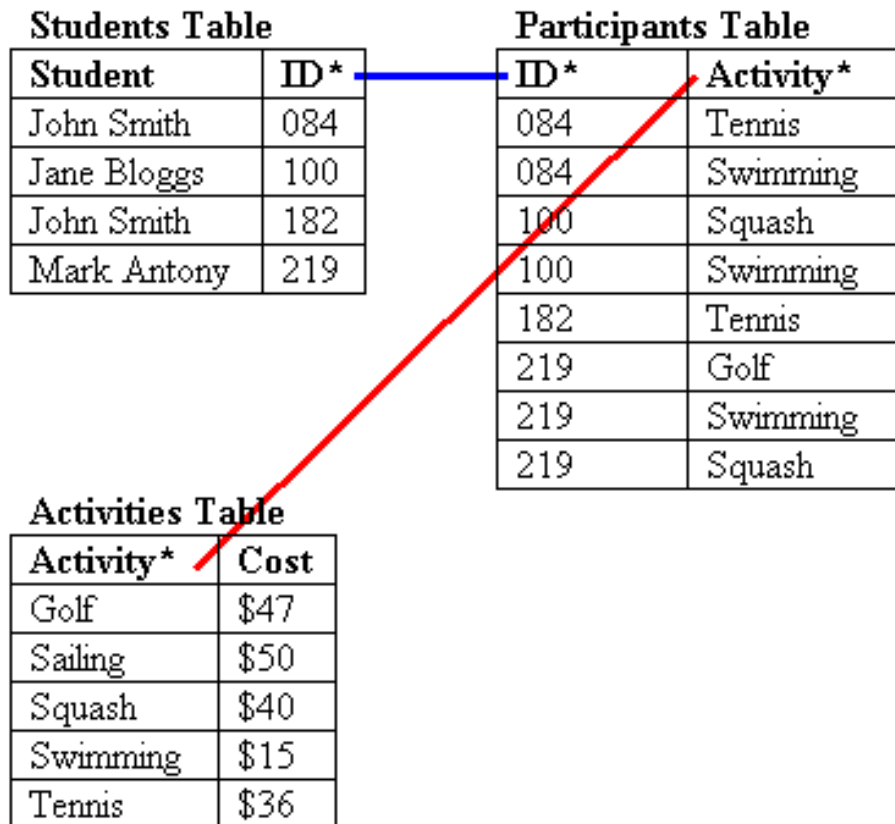 Students Table
Student ID*
John Smith 084
Jane Bloggs 100
John Smith 182
Mark Antony 219
Participants Table
ID* Activity*
084 Tennis
084 Swimming
100 Squash
100 Swimming
182 Tennis
219 Golf
219 Swimming
219 Squash
Activities Table
Activity* Cost
Golf $47
Sailing $50
Squash $40
Swimming $15
Tennis $36